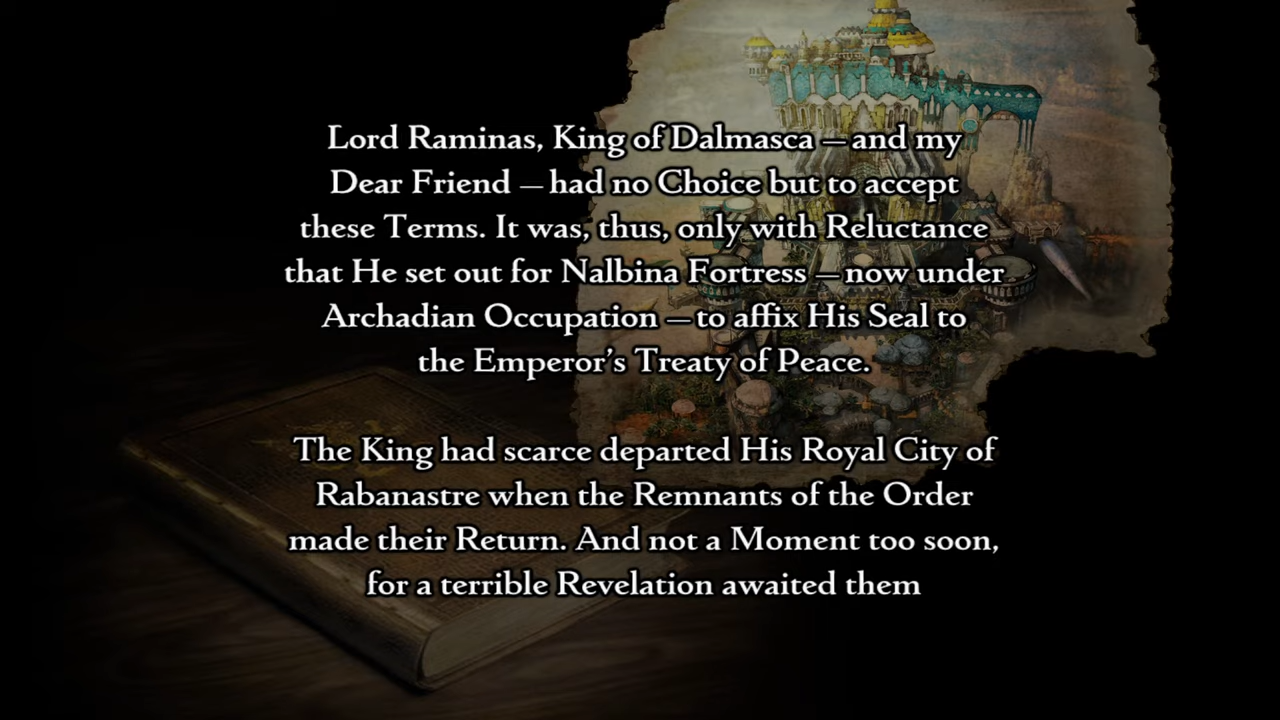 Lord Raminas, King of Dalmasca — and my
Dear Friend — had no Choice but to accept
these Terms. It was, thus, only with Reluctance
that He set out for Nalbina Fortress — now under
Archadian Occupation — to affix His Seal to
the Emperor’s Treaty of Peace.
The King had scarce departed His Royal City of
Rabanastre when the Remnants of the Order
made their Return. And not a Moment too soon,
for a terrible Revelation awaited them